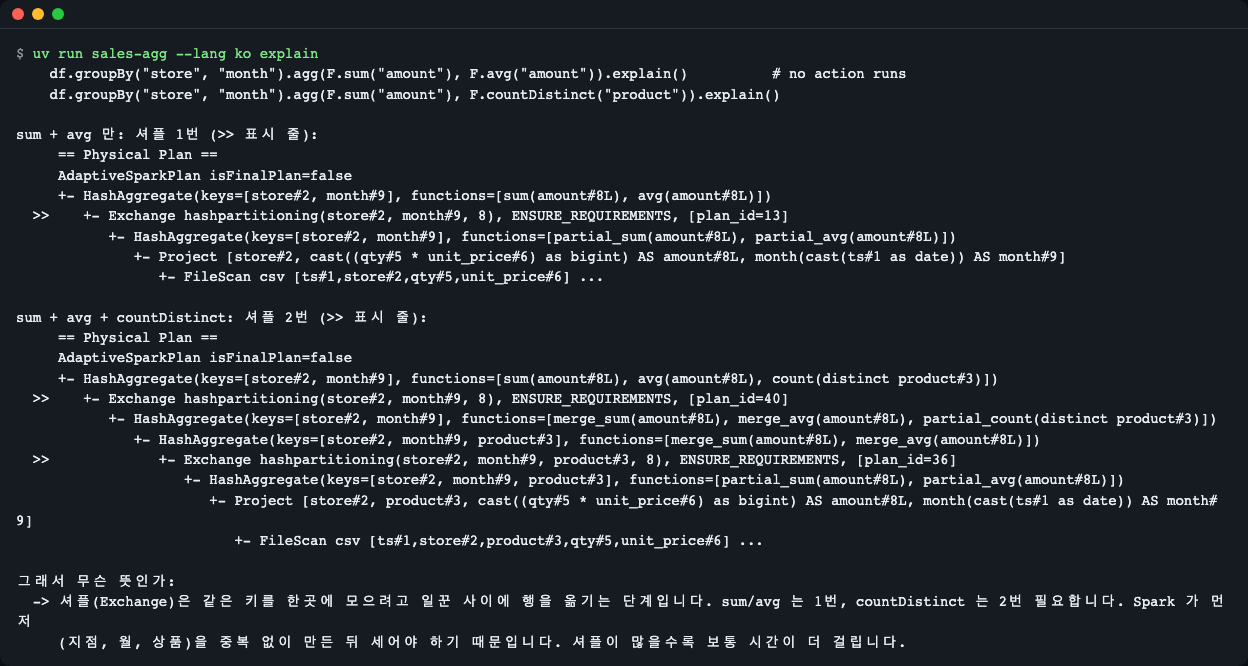 $ uv run sales-agg --lang ko explain
    df.groupBy("store", "month").agg(F.sum("amount"), F.avg("amount")).explain()          # no action runs
    df.groupBy("store", "month").agg(F.sum("amount"), F.countDistinct("product")).explain()

sum + avg 만: 셔플 1번 (>> 표시 줄):
     == Physical Plan ==
     AdaptiveSparkPlan isFinalPlan=false
     +- HashAggregate(keys=[store#2, month#9], functions=[sum(amount#8L), avg(amount#8L)])
  >>    +- Exchange hashpartitioning(store#2, month#9, 8), ENSURE_REQUIREMENTS, [plan_id=13]
           +- HashAggregate(keys=[store#2, month#9], functions=[partial_sum(amount#8L), partial_avg(amount#8L)])
              +- Project [store#2, cast((qty#5 * unit_price#6) as bigint) AS amount#8L, month(cast(ts#1 as date)) AS month#9]
                 +- FileScan csv [ts#1,store#2,qty#5,unit_price#6] ...

sum + avg + countDistinct: 셔플 2번 (>> 표시 줄):
     == Physical Plan ==
     AdaptiveSparkPlan isFinalPlan=false
     +- HashAggregate(keys=[store#2, month#9], functions=[sum(amount#8L), avg(amount#8L), count(distinct product#3)])
  >>    +- Exchange hashpartitioning(store#2, month#9, 8), ENSURE_REQUIREMENTS, [plan_id=40]
           +- HashAggregate(keys=[store#2, month#9], functions=[merge_sum(amount#8L), merge_avg(amount#8L), partial_count(distinct product#3)])
              +- HashAggregate(keys=[store#2, month#9, product#3], functions=[merge_sum(amount#8L), merge_avg(amount#8L)])
  >>             +- Exchange hashpartitioning(store#2, month#9, product#3, 8), ENSURE_REQUIREMENTS, [plan_id=36]
                    +- HashAggregate(keys=[store#2, month#9, product#3], functions=[partial_sum(amount#8L), partial_avg(amount#8L)])
                       +- Project [store#2, product#3, cast((qty#5 * unit_price#6) as bigint) AS amount#8L, month(cast(ts#1 as date)) AS month#
9]
                          +- FileScan csv [ts#1,store#2,product#3,qty#5,unit_price#6] ...

그래서 무슨 뜻인가:
  -> 셔플(Exchange)은 같은 키를 한곳에 모으려고 일꾼 사이에 행을 옮기는 단계입니다. sum/avg 는 1번, countDistinct 는 2번 필요합니다. Spark 가 먼
저
     (지점, 월, 상품)을 중복 없이 만든 뒤 세어야 하기 때문입니다. 셔플이 많을수록 보통 시간이 더 걸립니다.